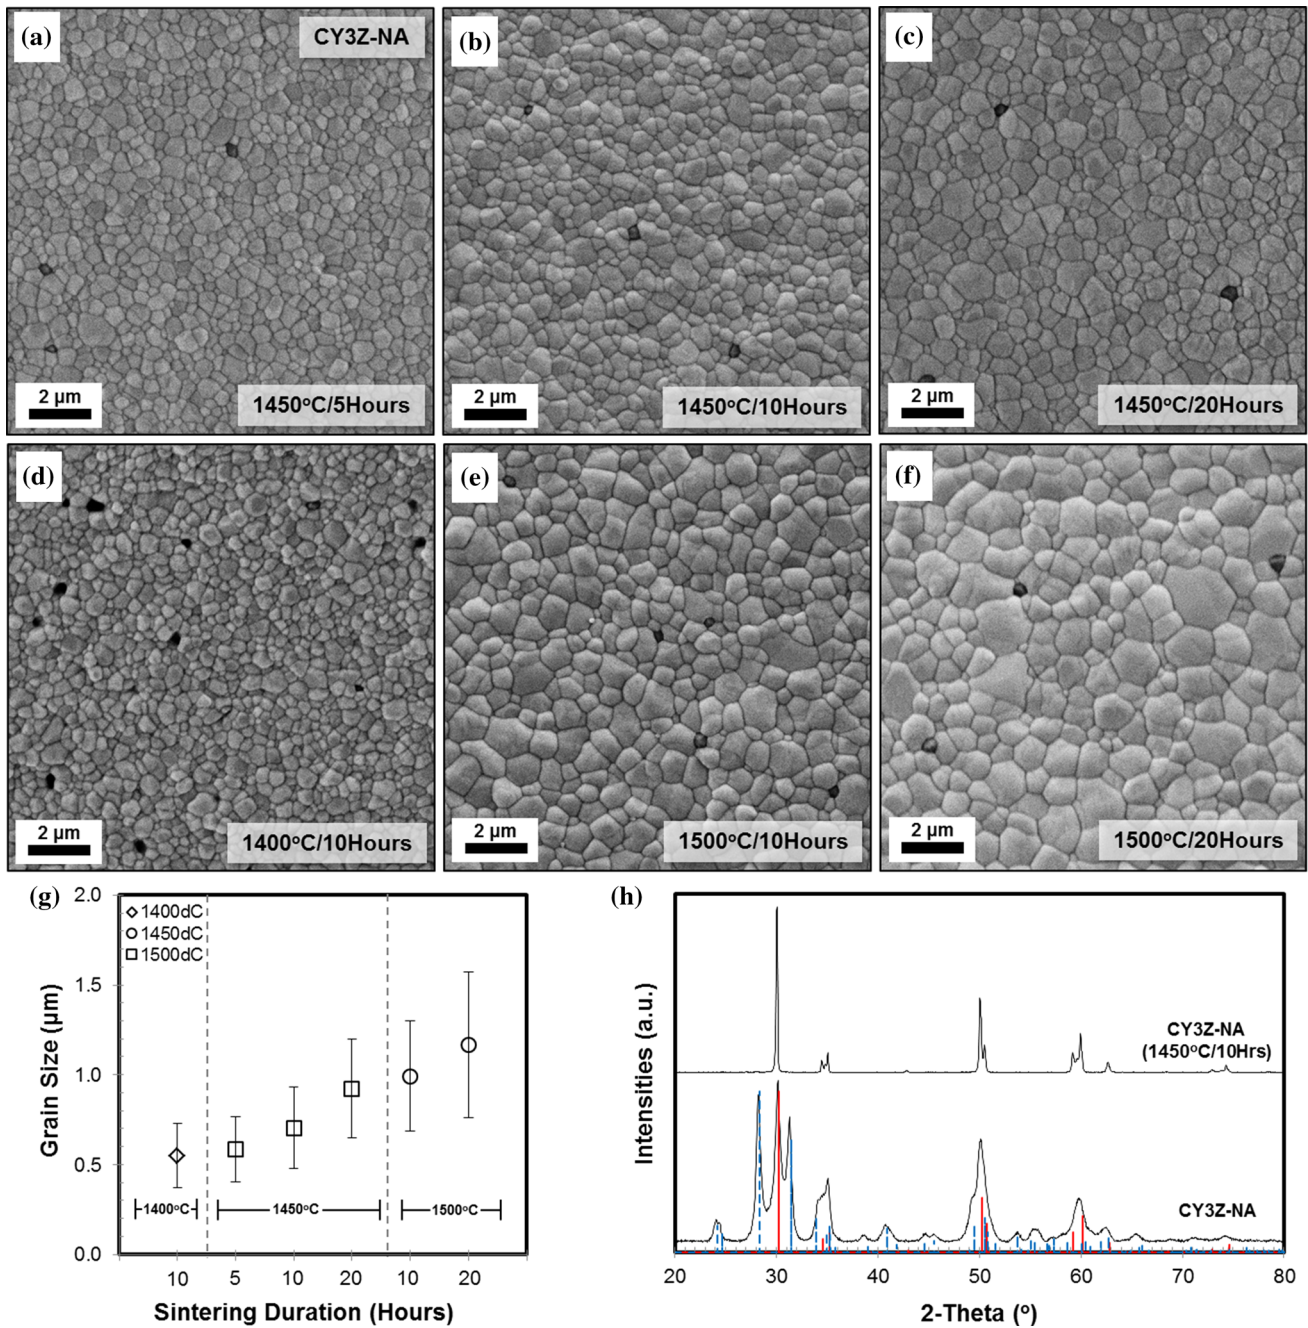 (a)
CY3Z-NA
2 µm
1450°C/5Hours
(b)
2 µm
1450°C/10Hours
(c)
2 µm
1450°C/20Hours
(d)
2 µm
1400°C/10Hours
(e)
2 µm
1500°C/10Hours
(f)
2 µm
1500°C/20Hours
(g)
Grain Size (µm)
2.0
1.5
1.0
0.5
0.0
1400dC
1450dC
1500dC
1400°C
1450°C
1500°C
10 5 10 20 10 20
Sintering Duration (Hours)
(h)
Intensities (a.u.)
CY3Z-NA
(1450°C/10Hrs)
CY3Z-NA
20 30 40 50 60 70 80
2-Theta (°)